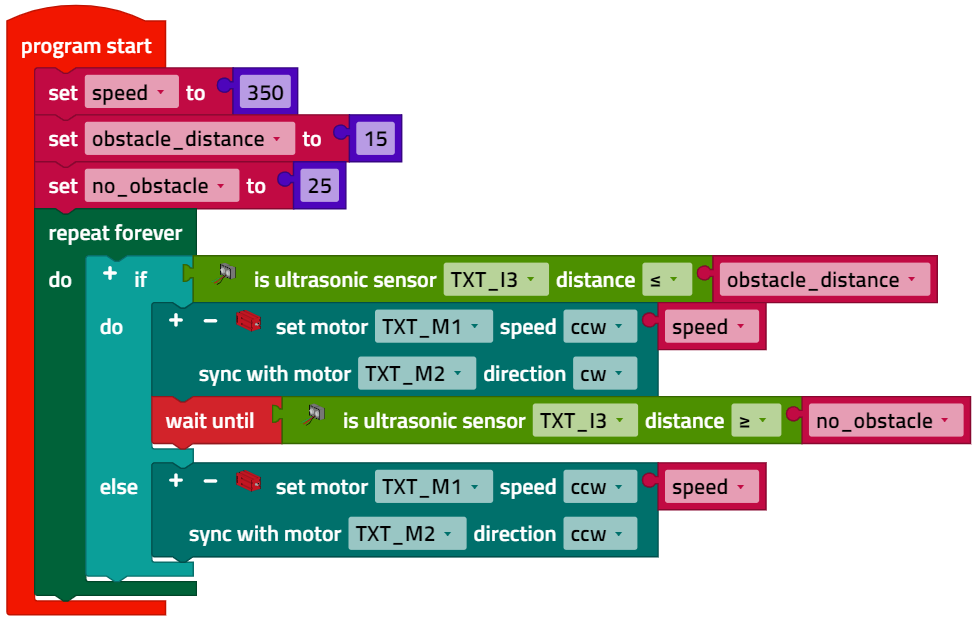 program start
set speed to 350
set obstacle_distance to 15
set no_obstacle to 25
repeat forever
do + if is ultrasonic sensor TXT_I3 distance ≤ obstacle_distance
do + − set motor TXT_M1 speed ccw speed
sync with motor TXT_M2 direction cw
wait until is ultrasonic sensor TXT_I3 distance ≥ no_obstacle
else + − set motor TXT_M1 speed ccw speed
sync with motor TXT_M2 direction ccw